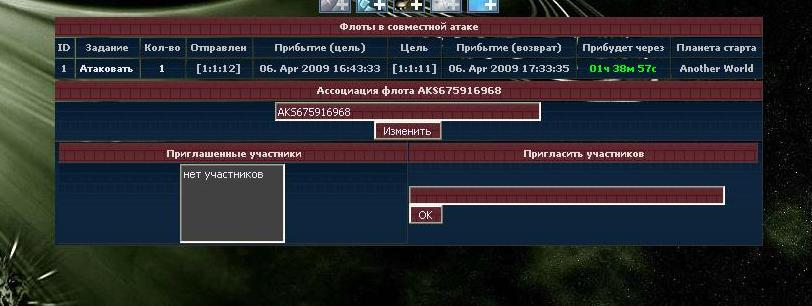 Флоты в совместной атаке
ID Задание Кол-во Отправлен Прибытие (цель) Цель Прибытие (возврат) Прибудет через Планета старта
1 Атаковать 1 [1:1:12] 06. Apr 2009 16:43:33 [1:1:11] 06. Apr 2009 17:33:35 01ч 38м 57с Another World
Ассоциация флота AKS675916968
AKS675916968
Изменить
Приглашенные участники Пригласить участников
нет участников
OK